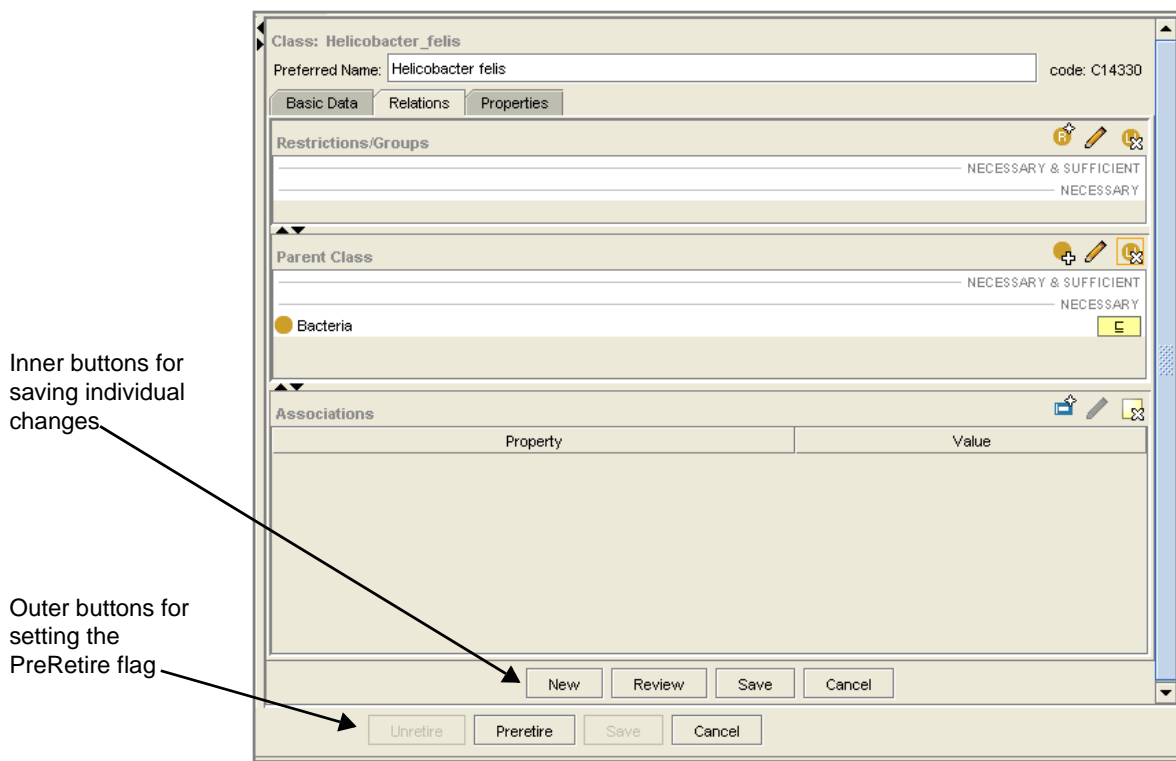 Class: Helicobacter_felis
Preferred Name: Helicobacter felis code: C14330
Basic Data Relations Properties
Restrictions/Groups
NECESSARY & SUFFICIENT
NECESSARY
Parent Class
NECESSARY & SUFFICIENT
NECESSARY
Bacteria ⊑
Inner buttons for
saving individual
changes
Associations
Property Value
Outer buttons for
setting the
PreRetire flag
New Review Save Cancel
Unretire Preretire Save Cancel